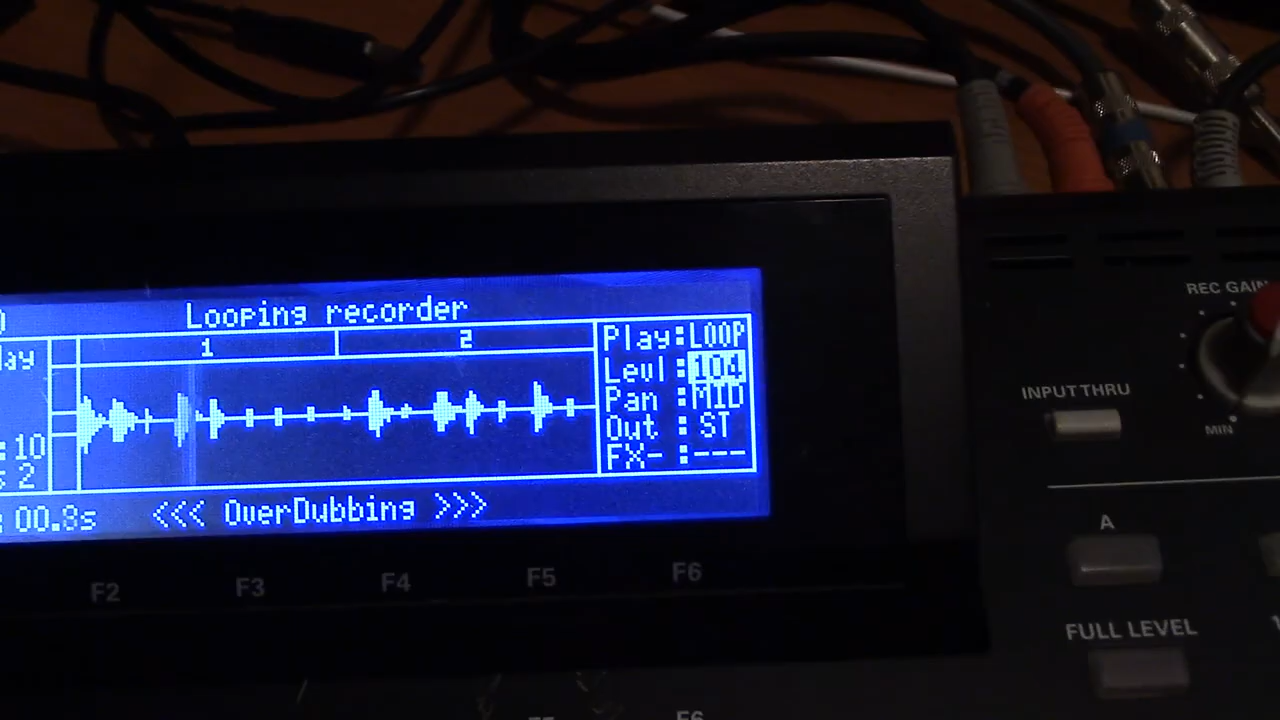 Looping recorder
1 2
Play:LOOP
Levl:104
Pan :MID
Out :ST
FX- :---
:10
2
:00.8s <<< OverDubbing >>>
F2 F3 F4 F5 F6
REC GAIN
INPUT THRU
MIN
A
FULL LEVEL
F6